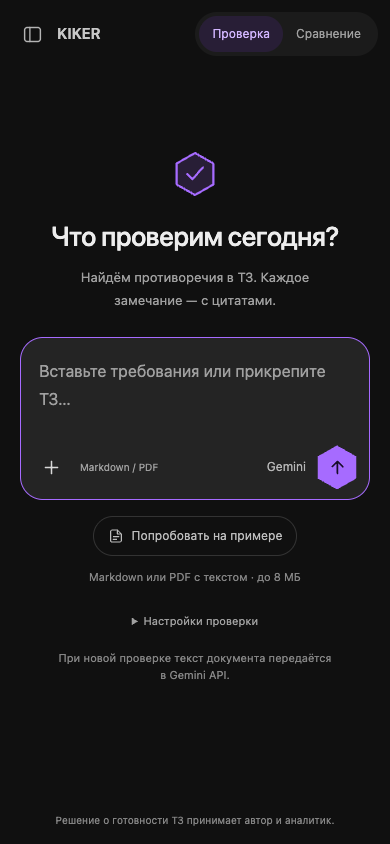 KIKER
Проверка
Сравнение
Что проверим сегодня?
Найдём противоречия в ТЗ. Каждое
замечание — с цитатами.
Вставьте требования или прикрепите
ТЗ...
Markdown / PDF
Gemini
Попробовать на примере
Markdown или PDF с текстом · до 8 МБ
Настройки проверки
При новой проверке текст документа передаётся
в Gemini API.
Решение о готовности ТЗ принимает автор и аналитик.